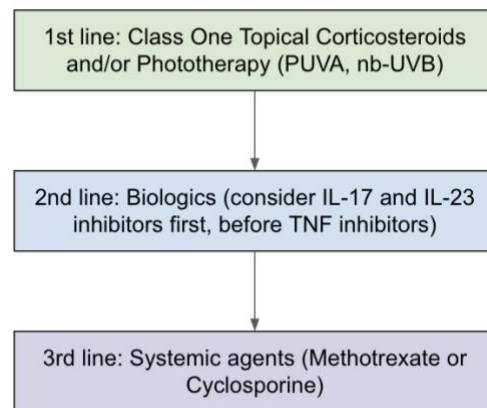 1st line: Class One Topical Corticosteroids
and/or Phototherapy (PUVA, nb-UVB)
2nd line: Biologics (consider IL-17 and IL-23
inhibitors first, before TNF inhibitors)
3rd line: Systemic agents (Methotrexate or
Cyclosporine)